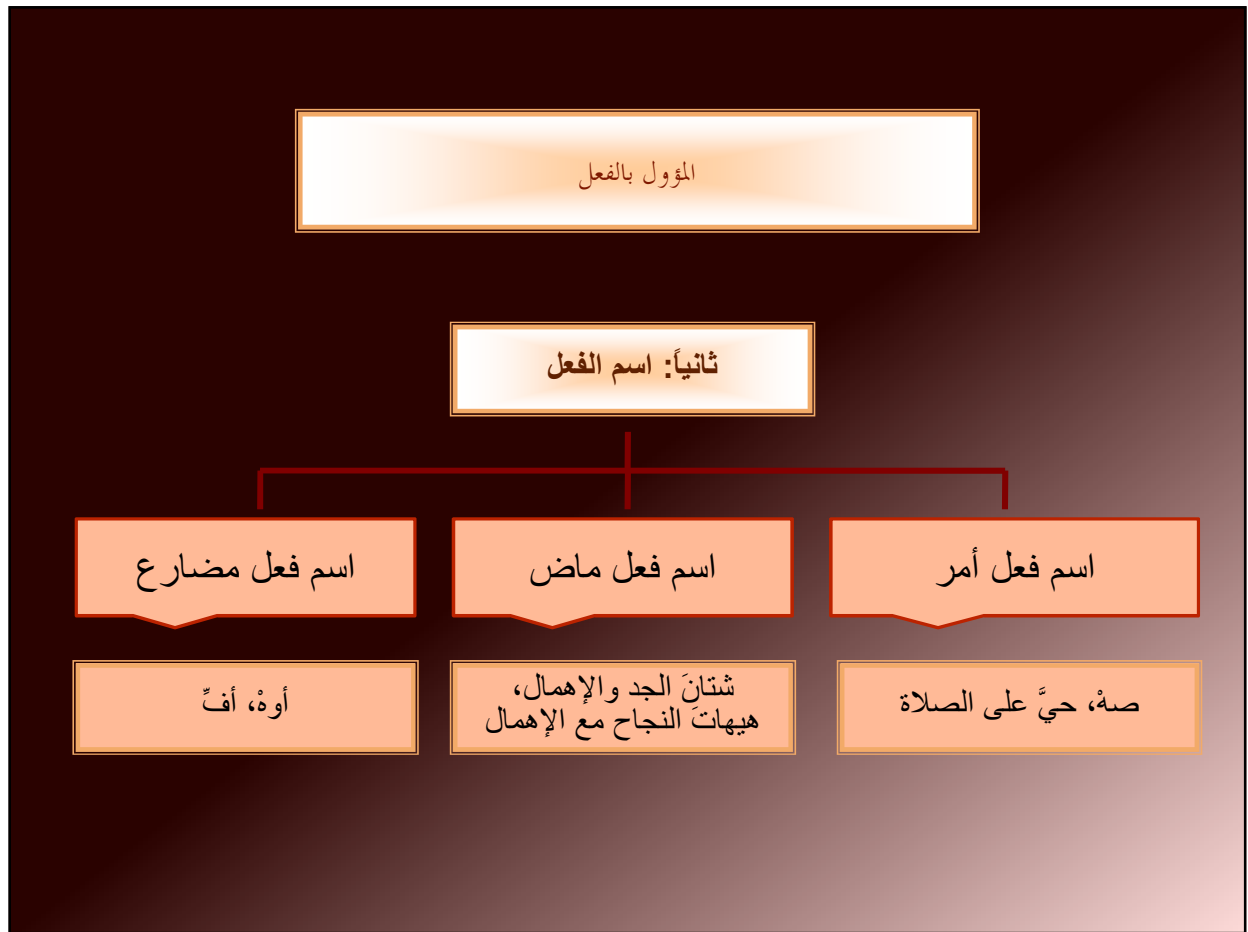 المؤول بالفعل
ثانياً: اسم الفعل
اسم فعل أمر
اسم فعل ماض
اسم فعل مضارع
صهْ، حيَّ على الصلاة
شتانَ الجد والإهمال،
هيهاتَ النجاح مع الإهمال
أوهْ، أفٍّ